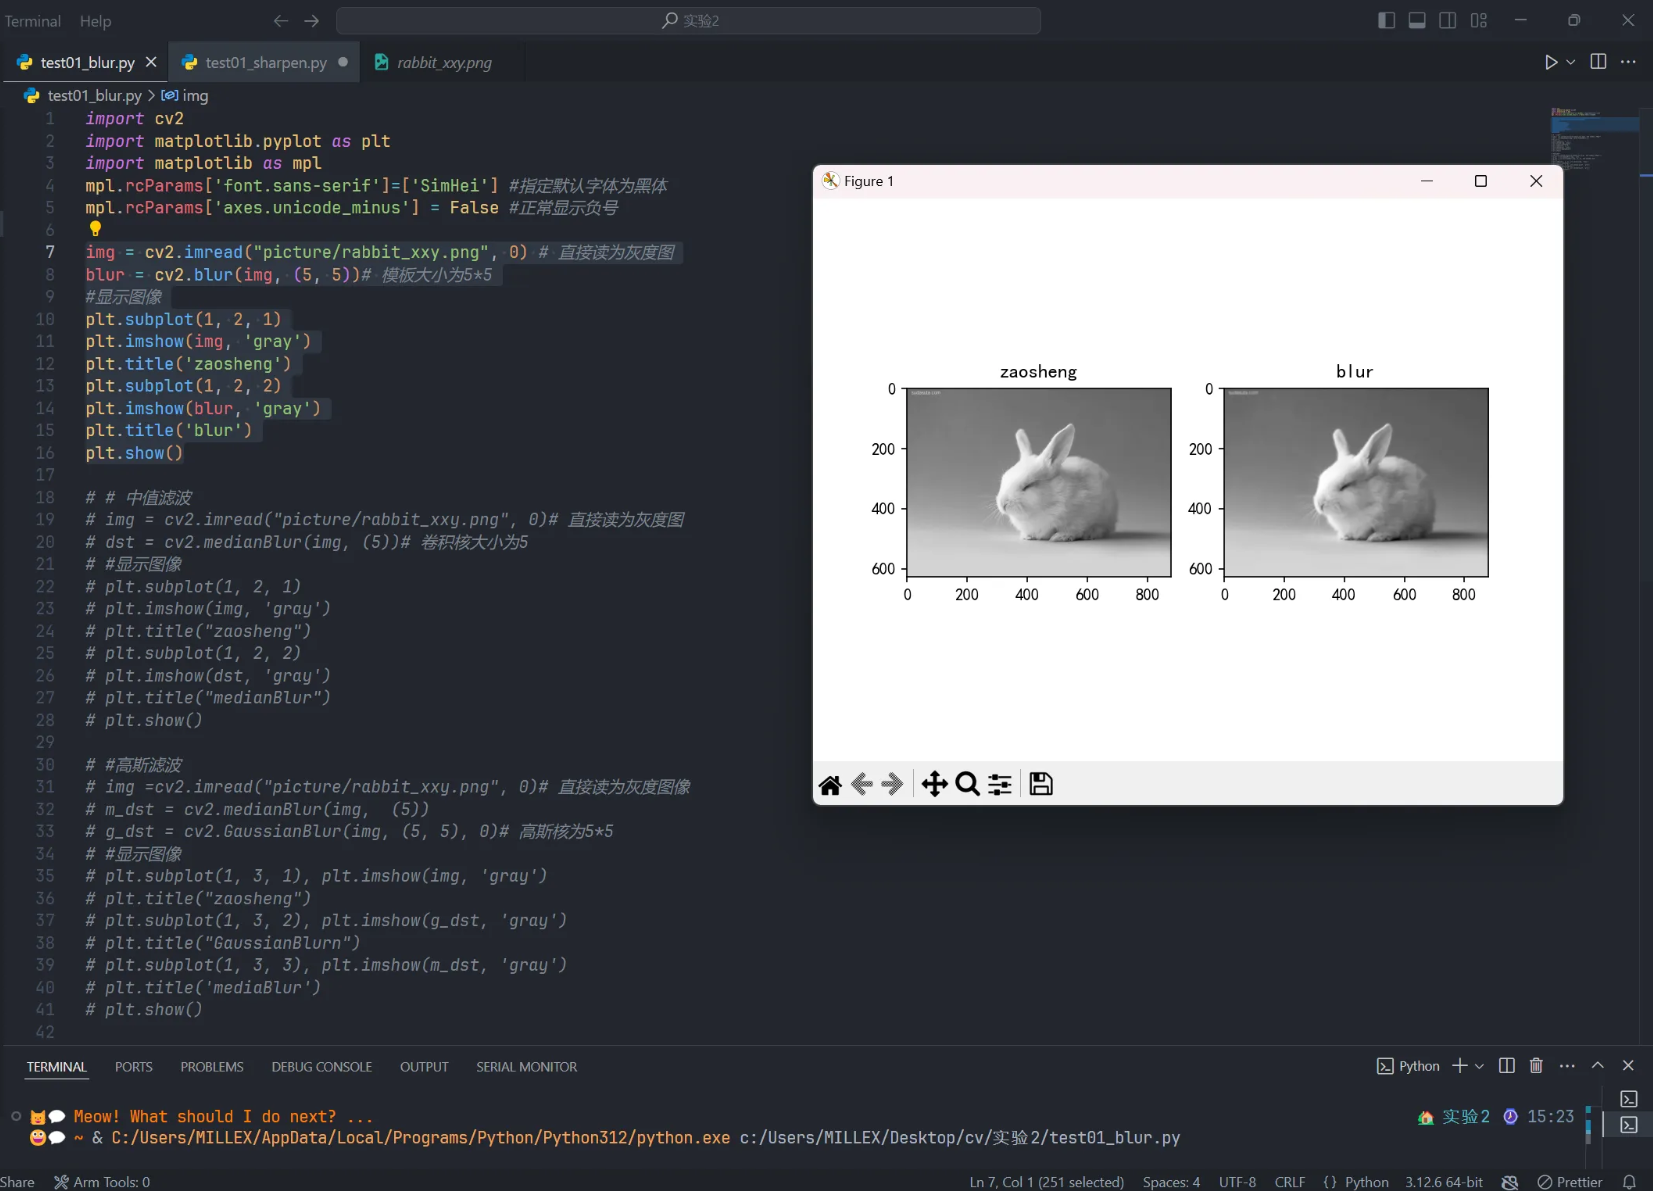 Terminal Help
实验2
test01_blur.py
test01_sharpen.py
rabbit_xxy.png
test01_blur.py > img
1 import cv2
2 import matplotlib.pyplot as plt
3 import matplotlib as mpl
4 mpl.rcParams['font.sans-serif']=['SimHei'] #指定默认字体为黑体
5 mpl.rcParams['axes.unicode_minus'] = False #正常显示负号
6
7 img = cv2.imread("picture/rabbit_xxy.png", 0) # 直接读为灰度图
8 blur = cv2.blur(img, (5, 5))# 模板大小为5*5
9 #显示图像
10 plt.subplot(1, 2, 1)
11 plt.imshow(img, 'gray')
12 plt.title('zaosheng')
13 plt.subplot(1, 2, 2)
14 plt.imshow(blur, 'gray')
15 plt.title('blur')
16 plt.show()
17
18 # # 中值滤波
19 # img = cv2.imread("picture/rabbit_xxy.png", 0)# 直接读为灰度图
20 # dst = cv2.medianBlur(img, (5))# 卷积核大小为5
21 # #显示图像
22 # plt.subplot(1, 2, 1)
23 # plt.imshow(img, 'gray')
24 # plt.title("zaosheng")
25 # plt.subplot(1, 2, 2)
26 # plt.imshow(dst, 'gray')
27 # plt.title("medianBlur")
28 # plt.show()
29
30 # #高斯滤波
31 # img =cv2.imread("picture/rabbit_xxy.png", 0)# 直接读为灰度图像
32 # m_dst = cv2.medianBlur(img,  (5))
33 # g_dst = cv2.GaussianBlur(img, (5, 5), 0)# 高斯核为5*5
34 # #显示图像
35 # plt.subplot(1, 3, 1), plt.imshow(img, 'gray')
36 # plt.title("zaosheng")
37 # plt.subplot(1, 3, 2), plt.imshow(g_dst, 'gray')
38 # plt.title("GaussianBlurn")
39 # plt.subplot(1, 3, 3), plt.imshow(m_dst, 'gray')
40 # plt.title('mediaBlur')
41 # plt.show()
42
Figure 1
zaosheng
0
200
400
600
0 200 400 600 800
blur
0
200
400
600
0 200 400 600 800
TERMINAL PORTS PROBLEMS DEBUG CONSOLE OUTPUT SERIAL MONITOR
Python
Meow! What should I do next? ...
实验2 15:23
~ & C:/Users/MILLEX/AppData/Local/Programs/Python/Python312/python.exe c:/Users/MILLEX/Desktop/cv/实验2/test01_blur.py
Share Arm Tools: 0
Ln 7, Col 1 (251 selected) Spaces: 4 UTF-8 CRLF {} Python 3.12.6 64-bit Prettier